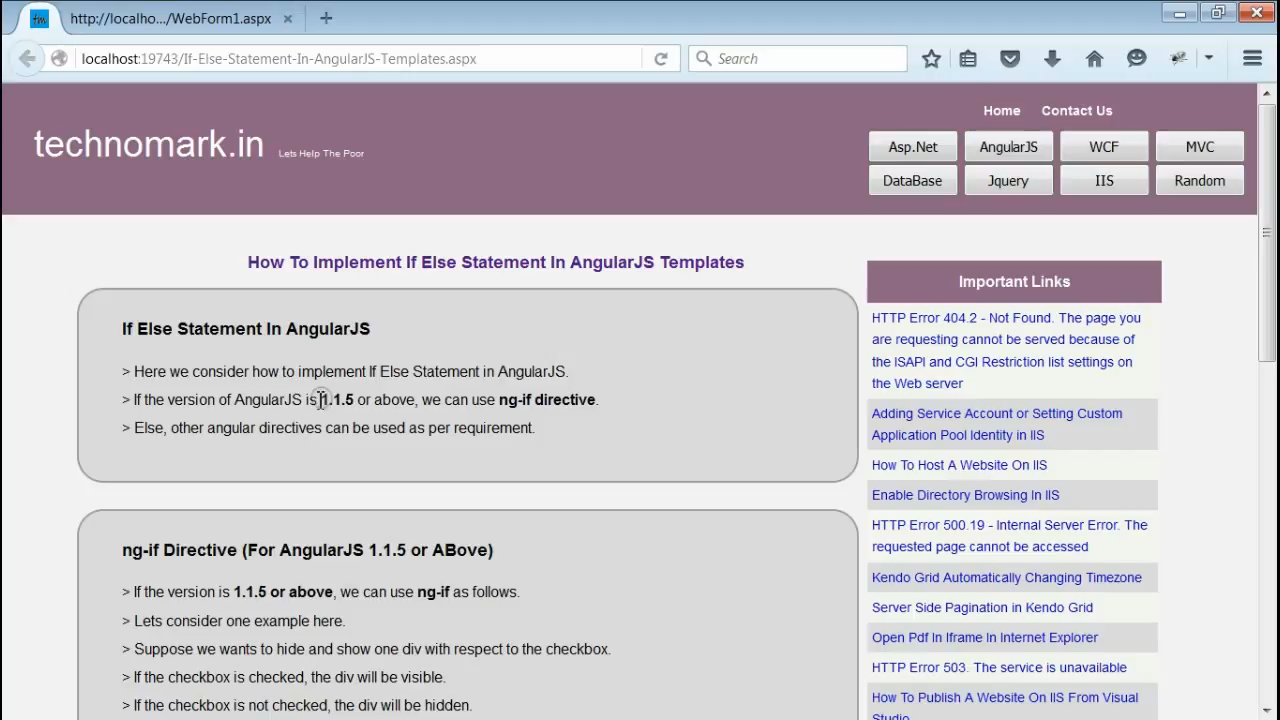 http://localho.../WebForm1.aspx
localhost:19743/If-Else-Statement-In-AngularJS-Templates.aspx
Search
Home Contact Us
technomark.in Lets Help The Poor
Asp.Net AngularJS WCF MVC
DataBase Jquery IIS Random
How To Implement If Else Statement In AngularJS Templates
If Else Statement In AngularJS
> Here we consider how to implement If Else Statement in AngularJS.
> If the version of AngularJS is 1.1.5 or above, we can use ng-if directive.
> Else, other angular directives can be used as per requirement.
ng-if Directive (For AngularJS 1.1.5 or ABove)
> If the version is 1.1.5 or above, we can use ng-if as follows.
> Lets consider one example here.
> Suppose we wants to hide and show one div with respect to the checkbox.
> If the checkbox is checked, the div will be visible.
> If the checkbox is not checked, the div will be hidden.
Important Links
HTTP Error 404.2 - Not Found. The page you
are requesting cannot be served because of
the ISAPI and CGI Restriction list settings on
the Web server
Adding Service Account or Setting Custom
Application Pool Identity in IIS
How To Host A Website On IIS
Enable Directory Browsing In IIS
HTTP Error 500.19 - Internal Server Error. The
requested page cannot be accessed
Kendo Grid Automatically Changing Timezone
Server Side Pagination in Kendo Grid
Open Pdf In Iframe In Internet Explorer
HTTP Error 503. The service is unavailable
How To Publish A Website On IIS From Visual
Studio